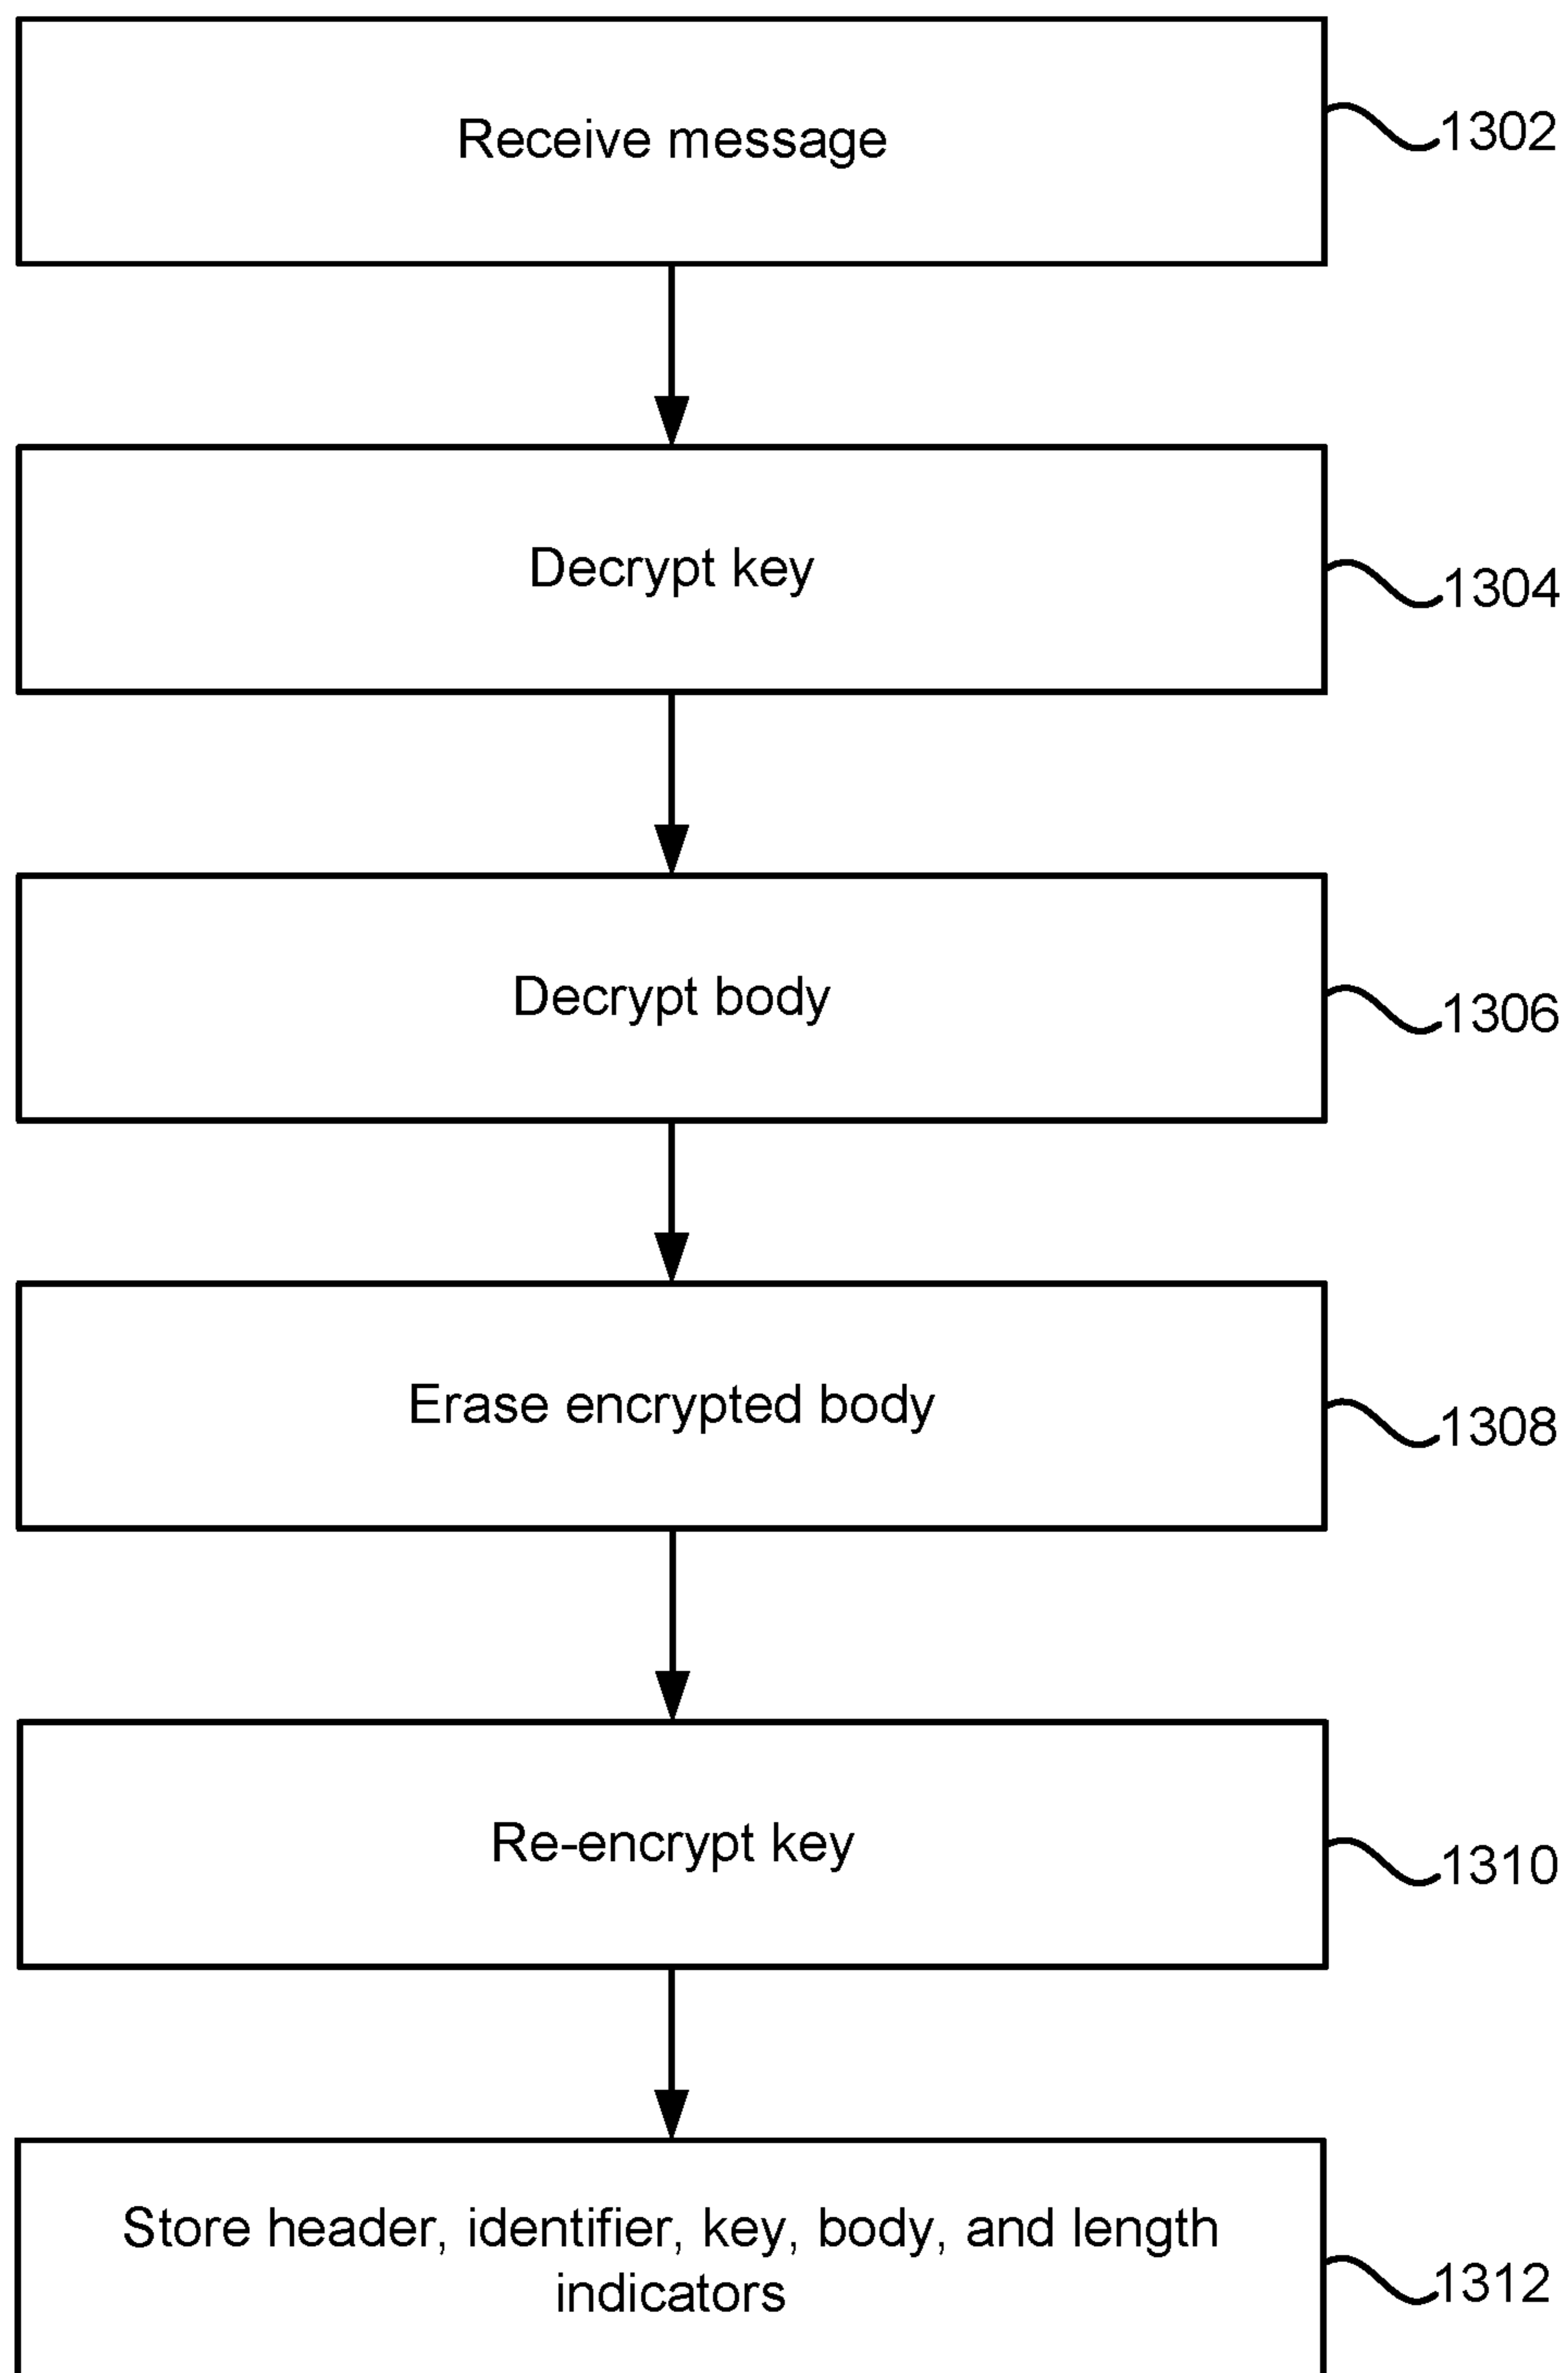 Receive message
1302
Decrypt key
1304
Decrypt body
1306
Erase encrypted body
1308
Re-encrypt key
1310
Store header, identifier, key, body, and length
indicators
1312